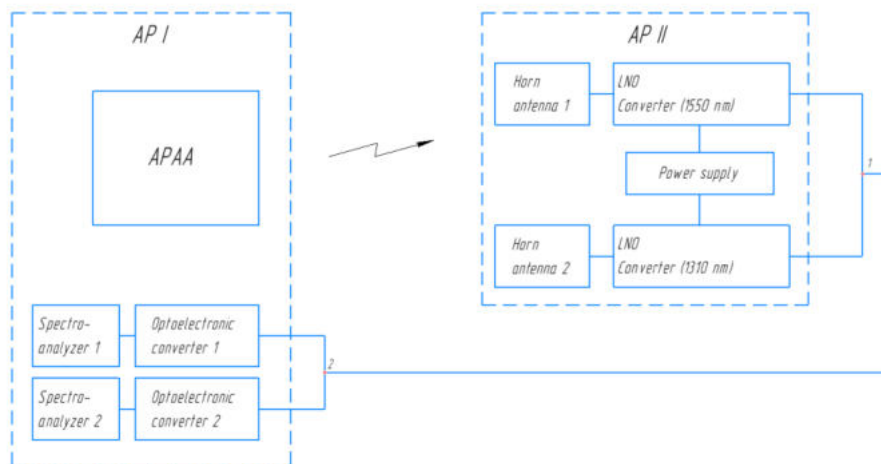 AP I
APAA
Spectro-
analyzer 1
Optoelectronic
converter 1
Spectro-
analyzer 2
Optoelectronic
converter 2
2
AP II
Horn
antenna 1
LNO
Converter (1550 nm)
Power supply
Horn
antenna 2
LNO
Converter (1310 nm)
1